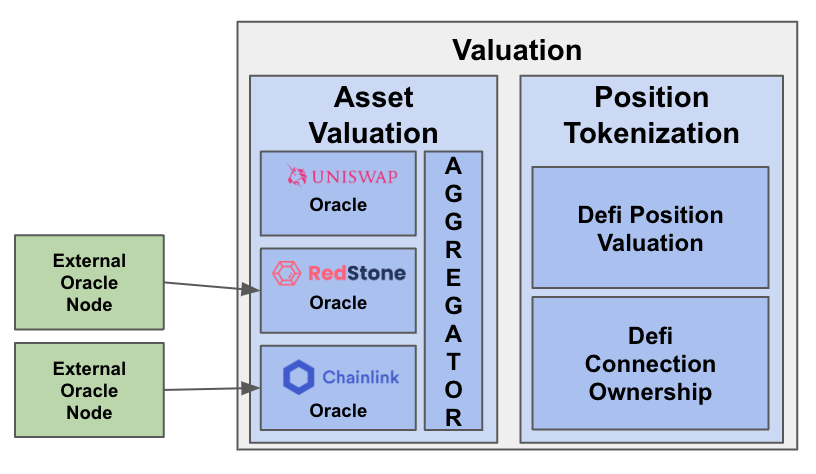 Valuation
Asset
Valuation
UNISWAP
Oracle
RedStone
Oracle
Chainlink
Oracle
AGGREGATOR
Position
Tokenization
Defi Position
Valuation
Defi
Connection
Ownership
External
Oracle
Node
External
Oracle
Node